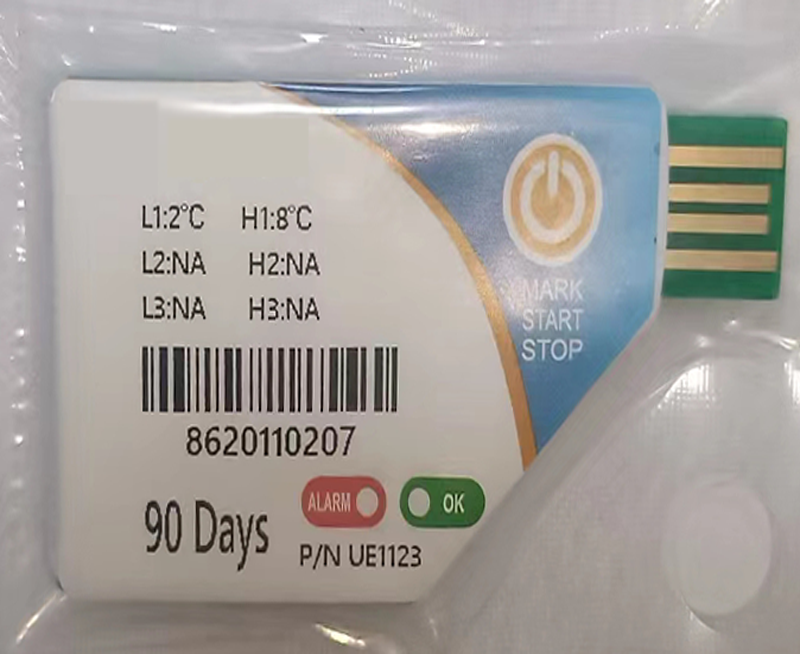 L1:2°C H1:8°C
L2:NA H2:NA
L3:NA H3:NA
8620110207
90 Days
ALARM
OK
P/N UE1123
MARK
START
STOP